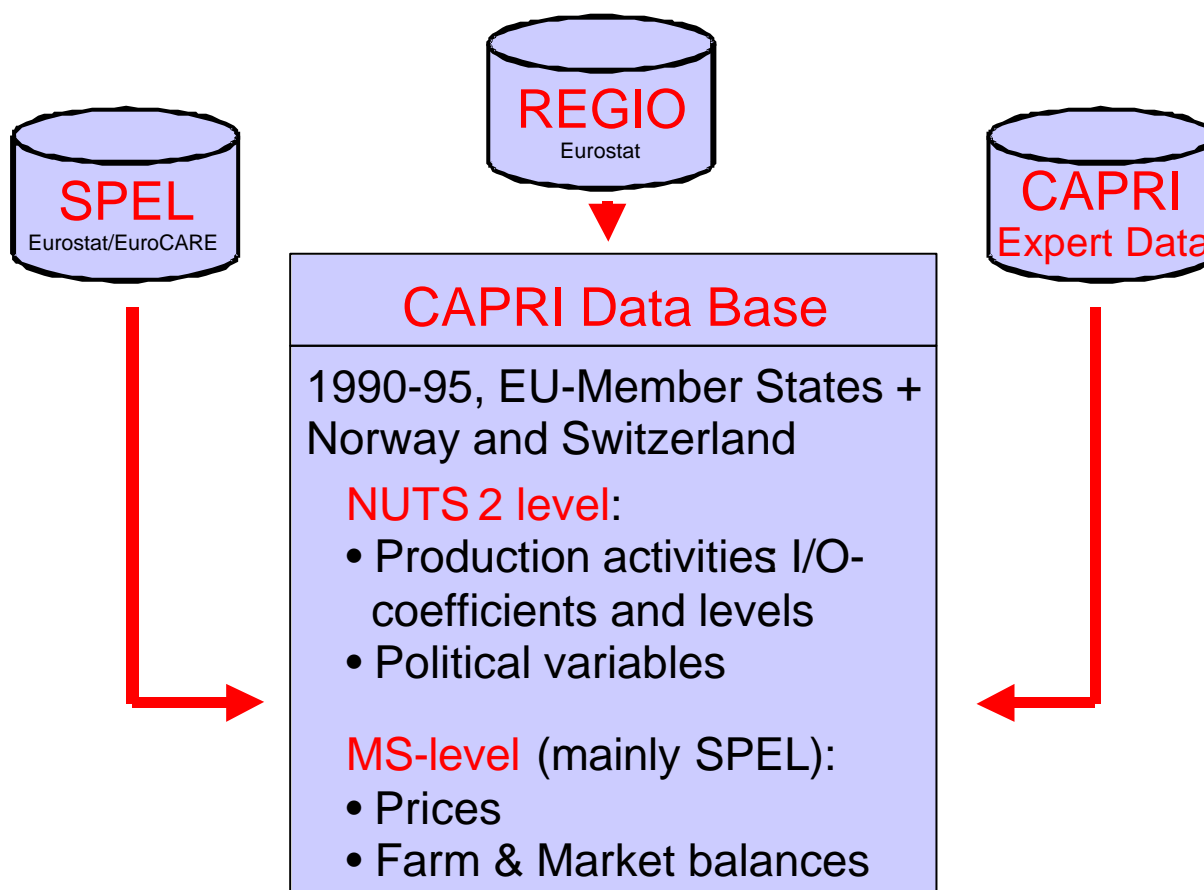 REGIO
Eurostat
SPEL
Eurostat/EuroCARE
CAPRI
Expert Data
CAPRI Data Base
1990-95, EU-Member States +
Norway and Switzerland
NUTS 2 level:
• Production activities: I/O-
coefficients and levels
• Political variables
MS-level (mainly SPEL):
• Prices
• Farm & Market balances